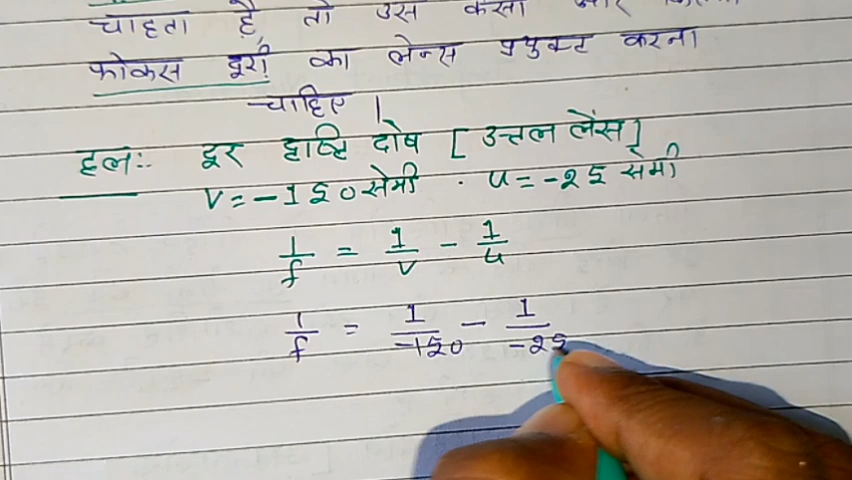 चाहता है, तो उसे
फोकस दूरी का लेन्स प्रयुक्ट करना
चाहिए।
हलः- दूर दृष्टि दोष [उत्तल लेंस]
v = -150 सेमी . u = -25 सेमी
1/f = 1/v - 1/u
1/f = 1/-150 - 1/-25